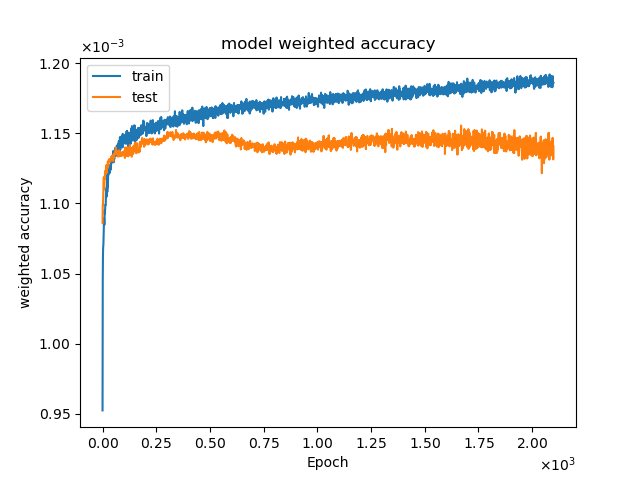 model weighted accuracy
×10⁻³
train
test
1.20
1.15
1.10
1.05
1.00
0.95
weighted accuracy
0.00 0.25 0.50 0.75 1.00 1.25 1.50 1.75 2.00
Epoch
×10³